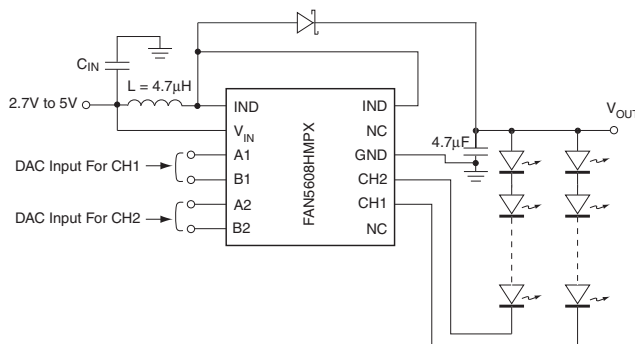 C_IN
L = 4.7µH
2.7V to 5V
IND
V_IN
A1
B1
A2
B2
DAC Input For CH1
DAC Input For CH2
FAN5608HMPX
IND
NC
GND
CH2
CH1
NC
4.7µF
V_OUT